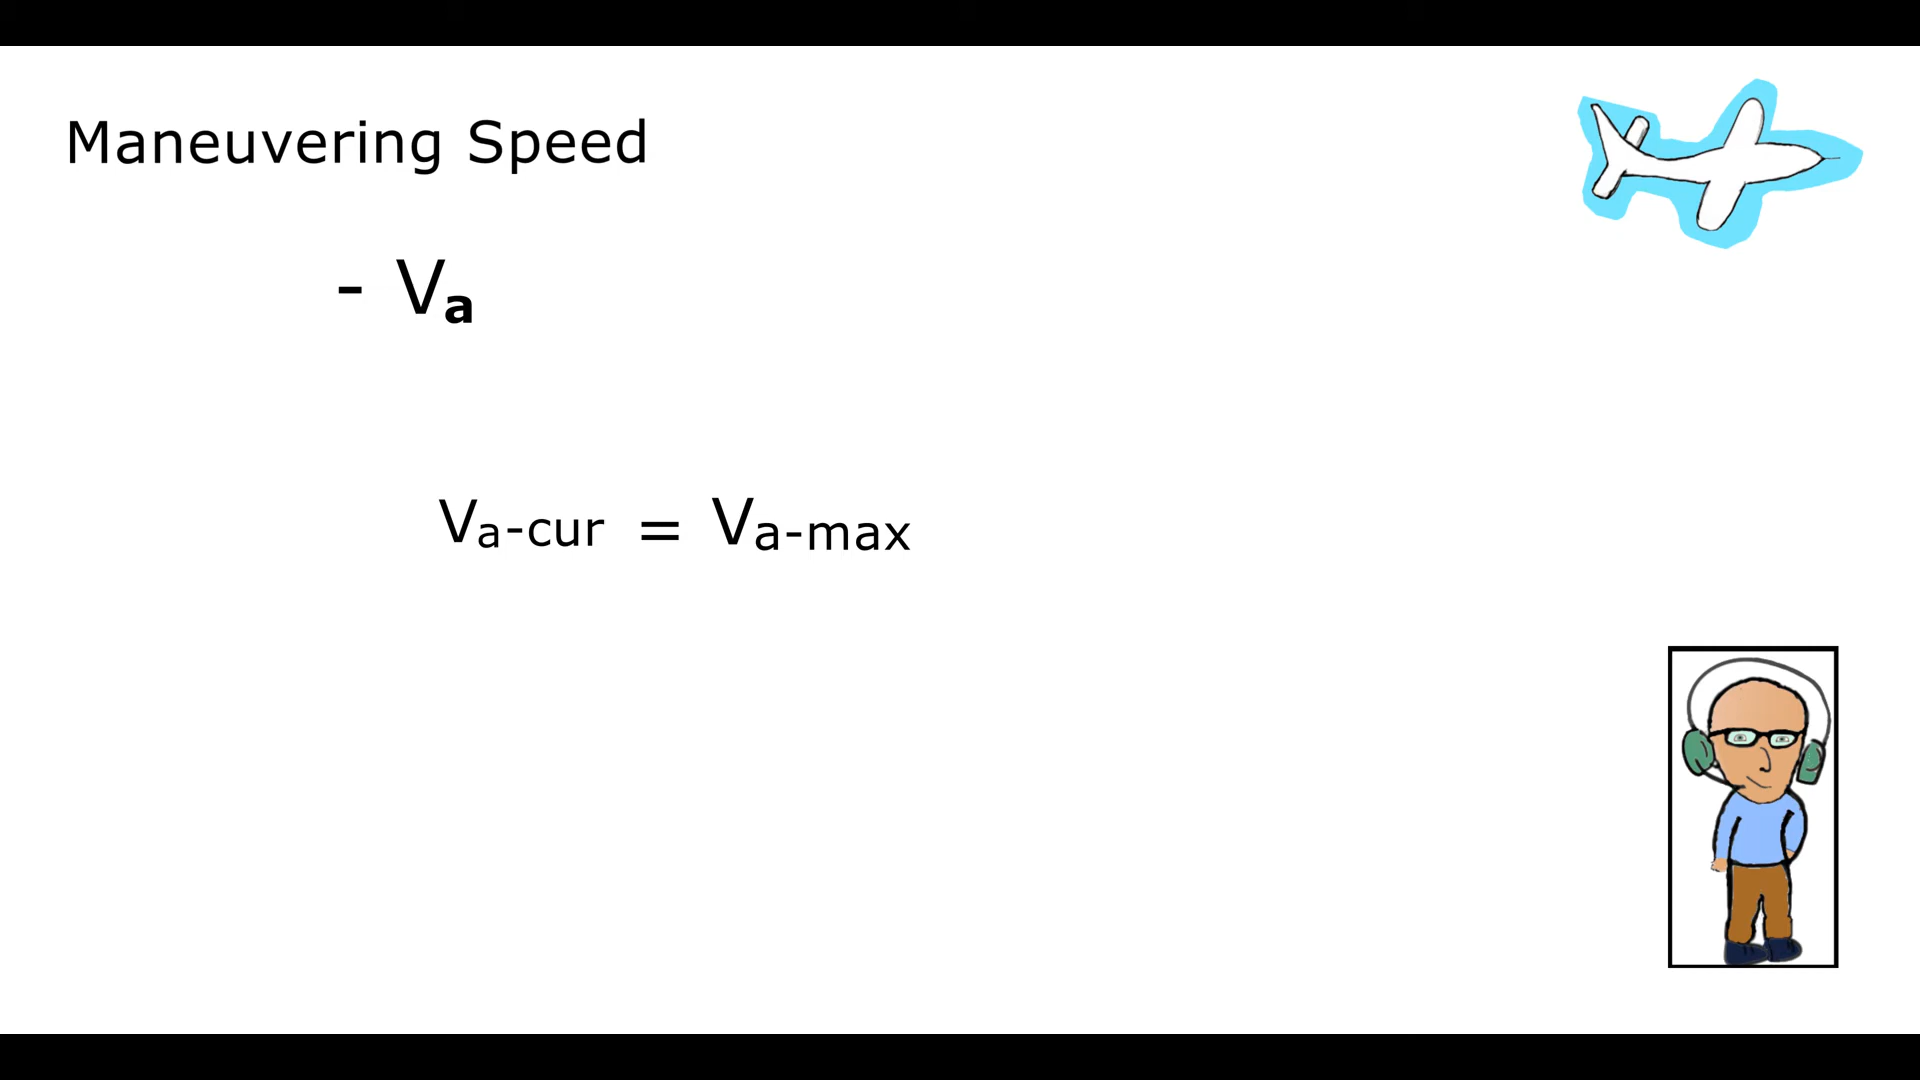 Maneuvering Speed
- Va
Va-cur = Va-max